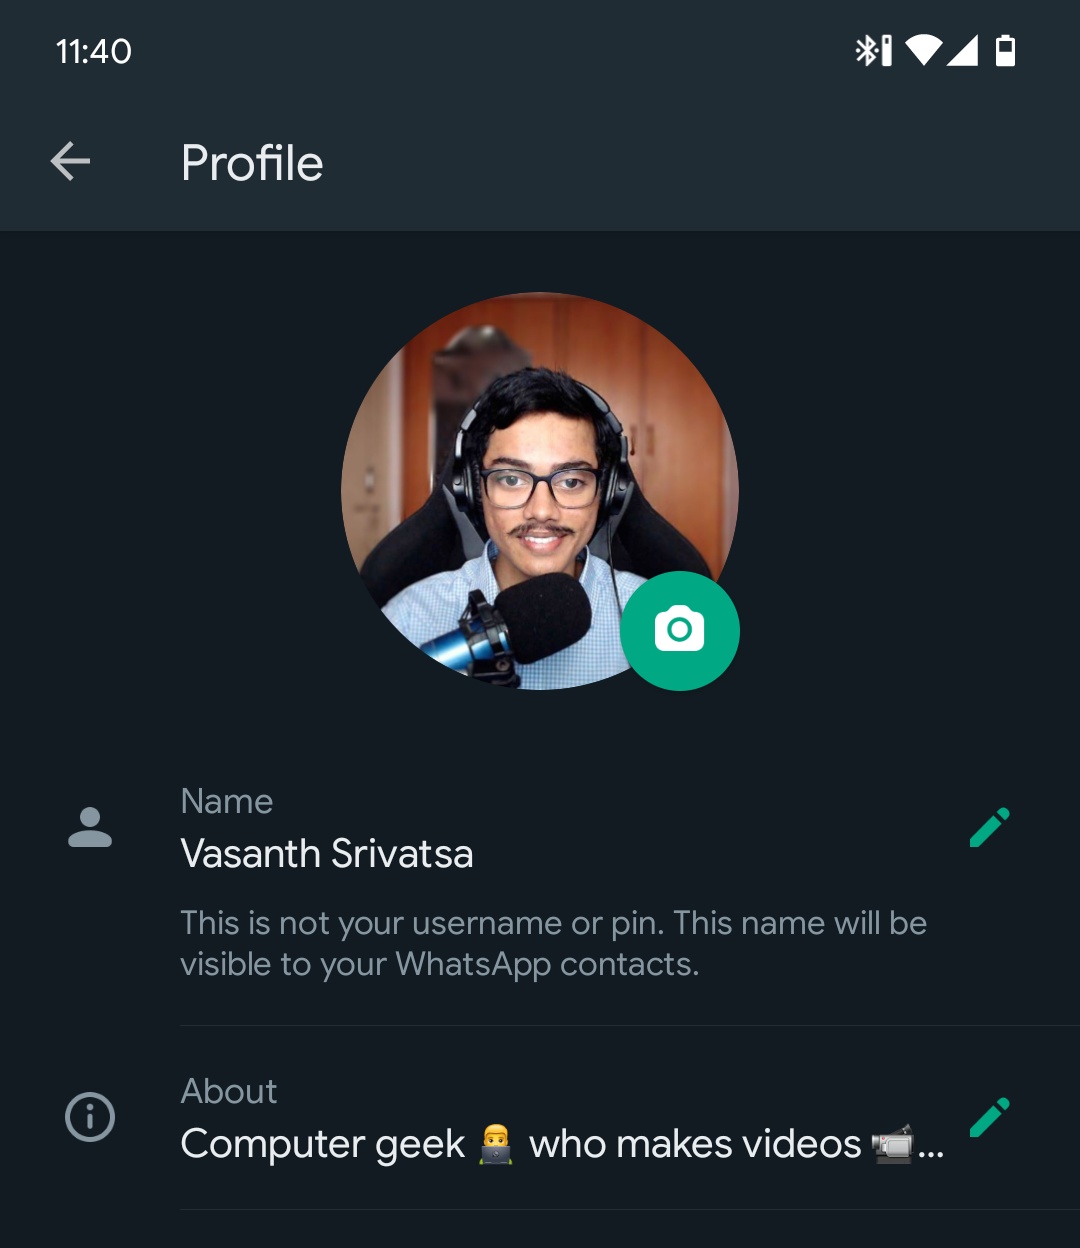 11:40
Profile
Name
Vasanth Srivatsa
This is not your username or pin. This name will be
visible to your WhatsApp contacts.
About
Computer geek 👨‍💻 who makes videos 📹...